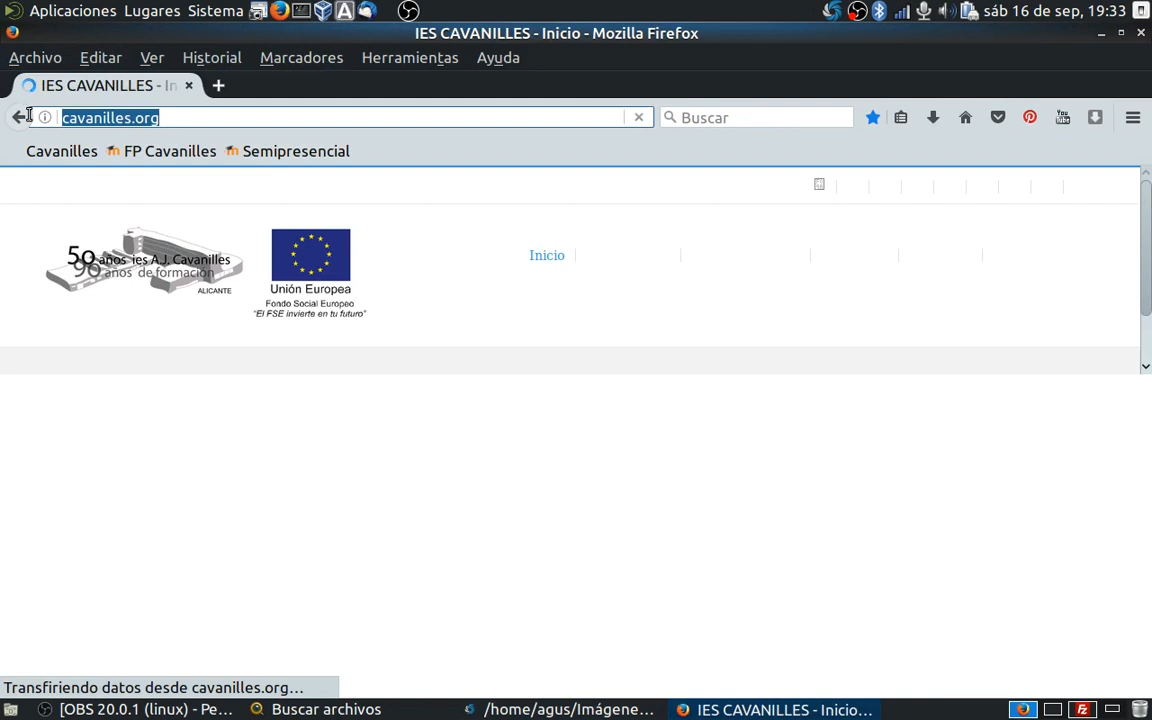 Aplicaciones Lugares Sistema sáb 16 de sep, 19:33
IES CAVANILLES - Inicio - Mozilla Firefox
Archivo Editar Ver Historial Marcadores Herramientas Ayuda
IES CAVANILLES - In
cavanilles.org Buscar
Cavanilles FP Cavanilles Semipresencial
50 años ies A.J. Cavanilles
90 años de formación
ALICANTE
Unión Europea
Fondo Social Europeo
"El FSE invierte en tu futuro"
Inicio
Transfiriendo datos desde cavanilles.org...
[OBS 20.0.1 (linux) - Pe... Buscar archivos /home/agus/Imágene... IES CAVANILLES - Inicio...